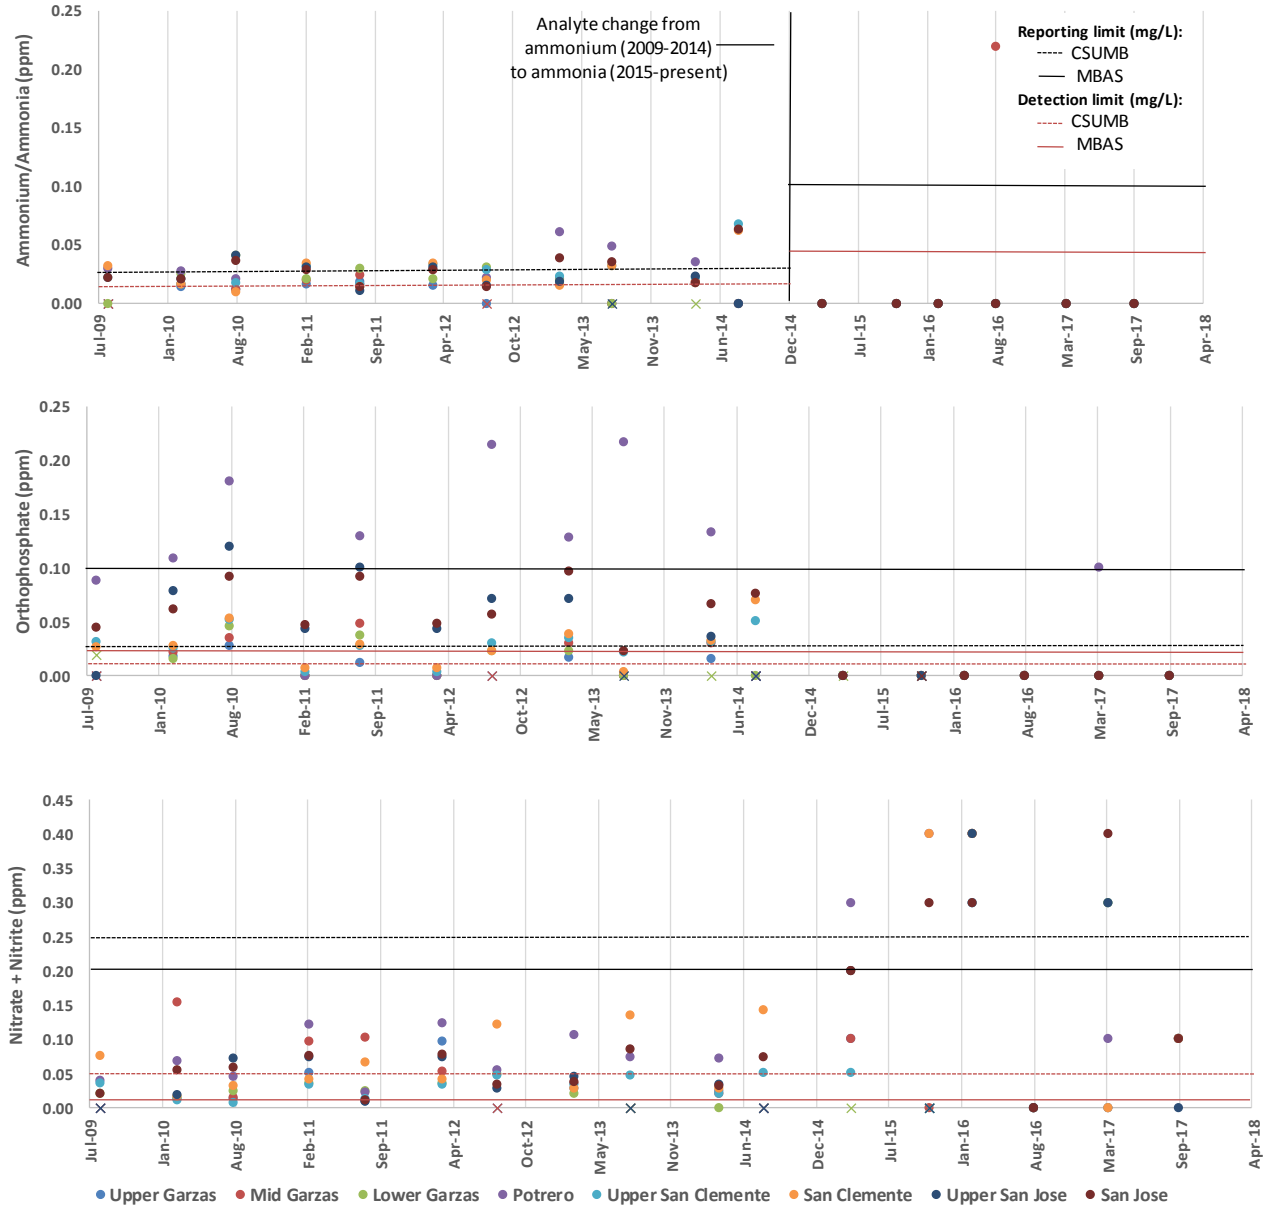 Analyte change from
ammonium (2009-2014)
to ammonia (2015-present)
Reporting limit (mg/L):
CSUMB
MBAS
Detection limit (mg/L):
CSUMB
MBAS
Ammonium/Ammonia (ppm)
0.25
0.20
0.15
0.10
0.05
0.00
Jul-09
Jan-10
Aug-10
Feb-11
Sep-11
Apr-12
Oct-12
May-13
Nov-13
Jun-14
Dec-14
Jul-15
Jan-16
Aug-16
Mar-17
Sep-17
Apr-18
Orthophosphate (ppm)
0.25
0.20
0.15
0.10
0.05
0.00
Jul-09
Jan-10
Aug-10
Feb-11
Sep-11
Apr-12
Oct-12
May-13
Nov-13
Jun-14
Dec-14
Jul-15
Jan-16
Aug-16
Mar-17
Sep-17
Apr-18
Nitrate + Nitrite (ppm)
0.45
0.40
0.35
0.30
0.25
0.20
0.15
0.10
0.05
0.00
Jul-09
Jan-10
Aug-10
Feb-11
Sep-11
Apr-12
Oct-12
May-13
Nov-13
Jun-14
Dec-14
Jul-15
Jan-16
Aug-16
Mar-17
Sep-17
Apr-18
Upper Garzas Mid Garzas Lower Garzas Potrero Upper San Clemente San Clemente Upper San Jose San Jose